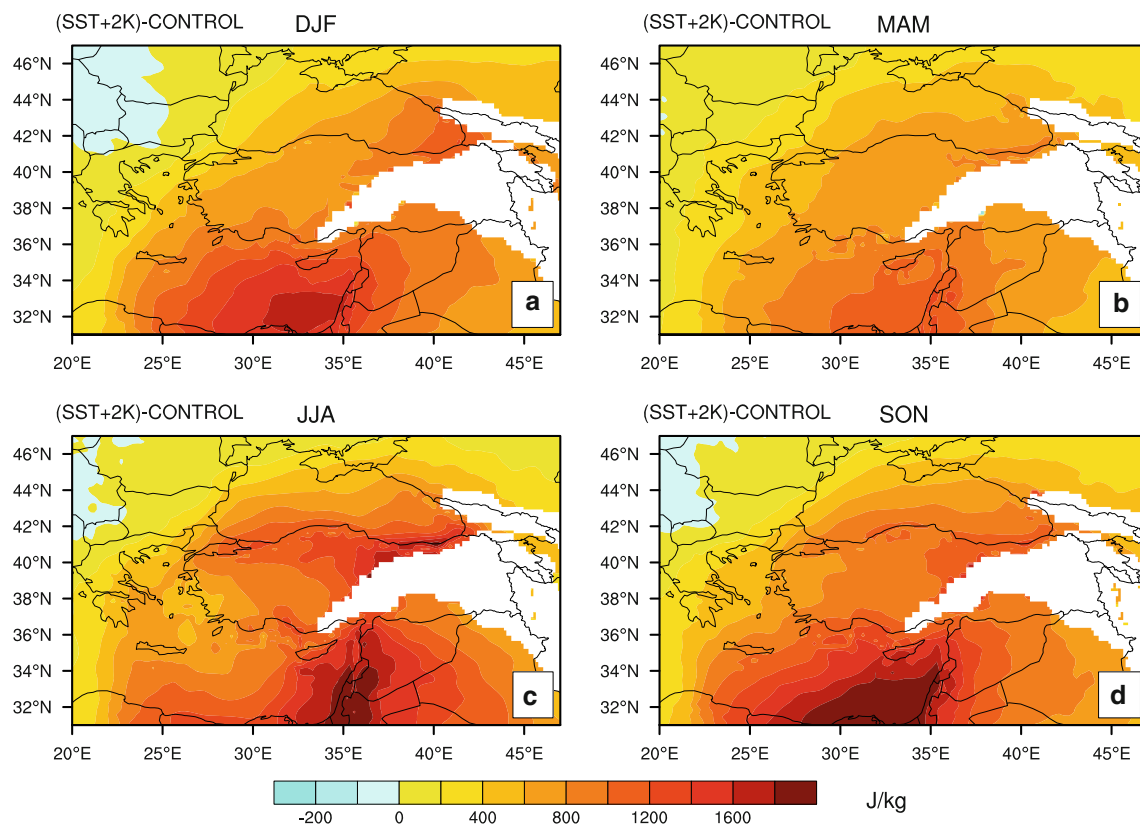 (SST+2K)-CONTROL DJF
46°N
44°N
42°N
40°N
38°N
36°N
34°N
32°N
20°E 25°E 30°E 35°E 40°E 45°E
a
(SST+2K)-CONTROL MAM
46°N
44°N
42°N
40°N
38°N
36°N
34°N
32°N
20°E 25°E 30°E 35°E 40°E 45°E
b
(SST+2K)-CONTROL JJA
46°N
44°N
42°N
40°N
38°N
36°N
34°N
32°N
20°E 25°E 30°E 35°E 40°E 45°E
c
(SST+2K)-CONTROL SON
46°N
44°N
42°N
40°N
38°N
36°N
34°N
32°N
20°E 25°E 30°E 35°E 40°E 45°E
d
-200 0 400 800 1200 1600 J/kg